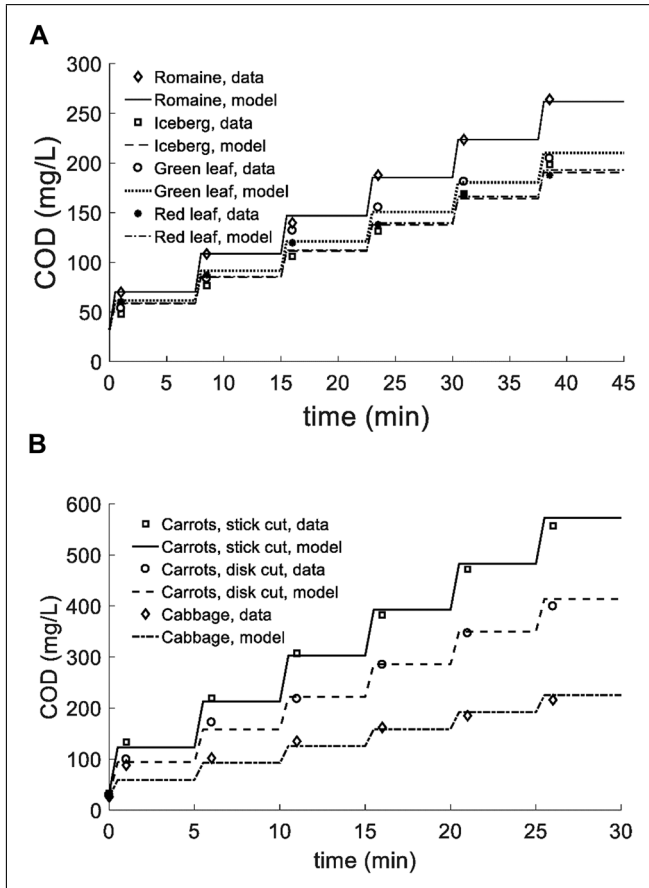 A
300
250
200
150
100
50
0
COD (mg/L)
Romaine, data
Romaine, model
Iceberg, data
Iceberg, model
Green leaf, data
Green leaf, model
Red leaf, data
Red leaf, model
0 5 10 15 20 25 30 35 40 45
time (min)
B
600
500
400
300
200
100
0
COD (mg/L)
Carrots, stick cut, data
Carrots, stick cut, model
Carrots, disk cut, data
Carrots, disk cut, model
Cabbage, data
Cabbage, model
0 5 10 15 20 25 30
time (min)